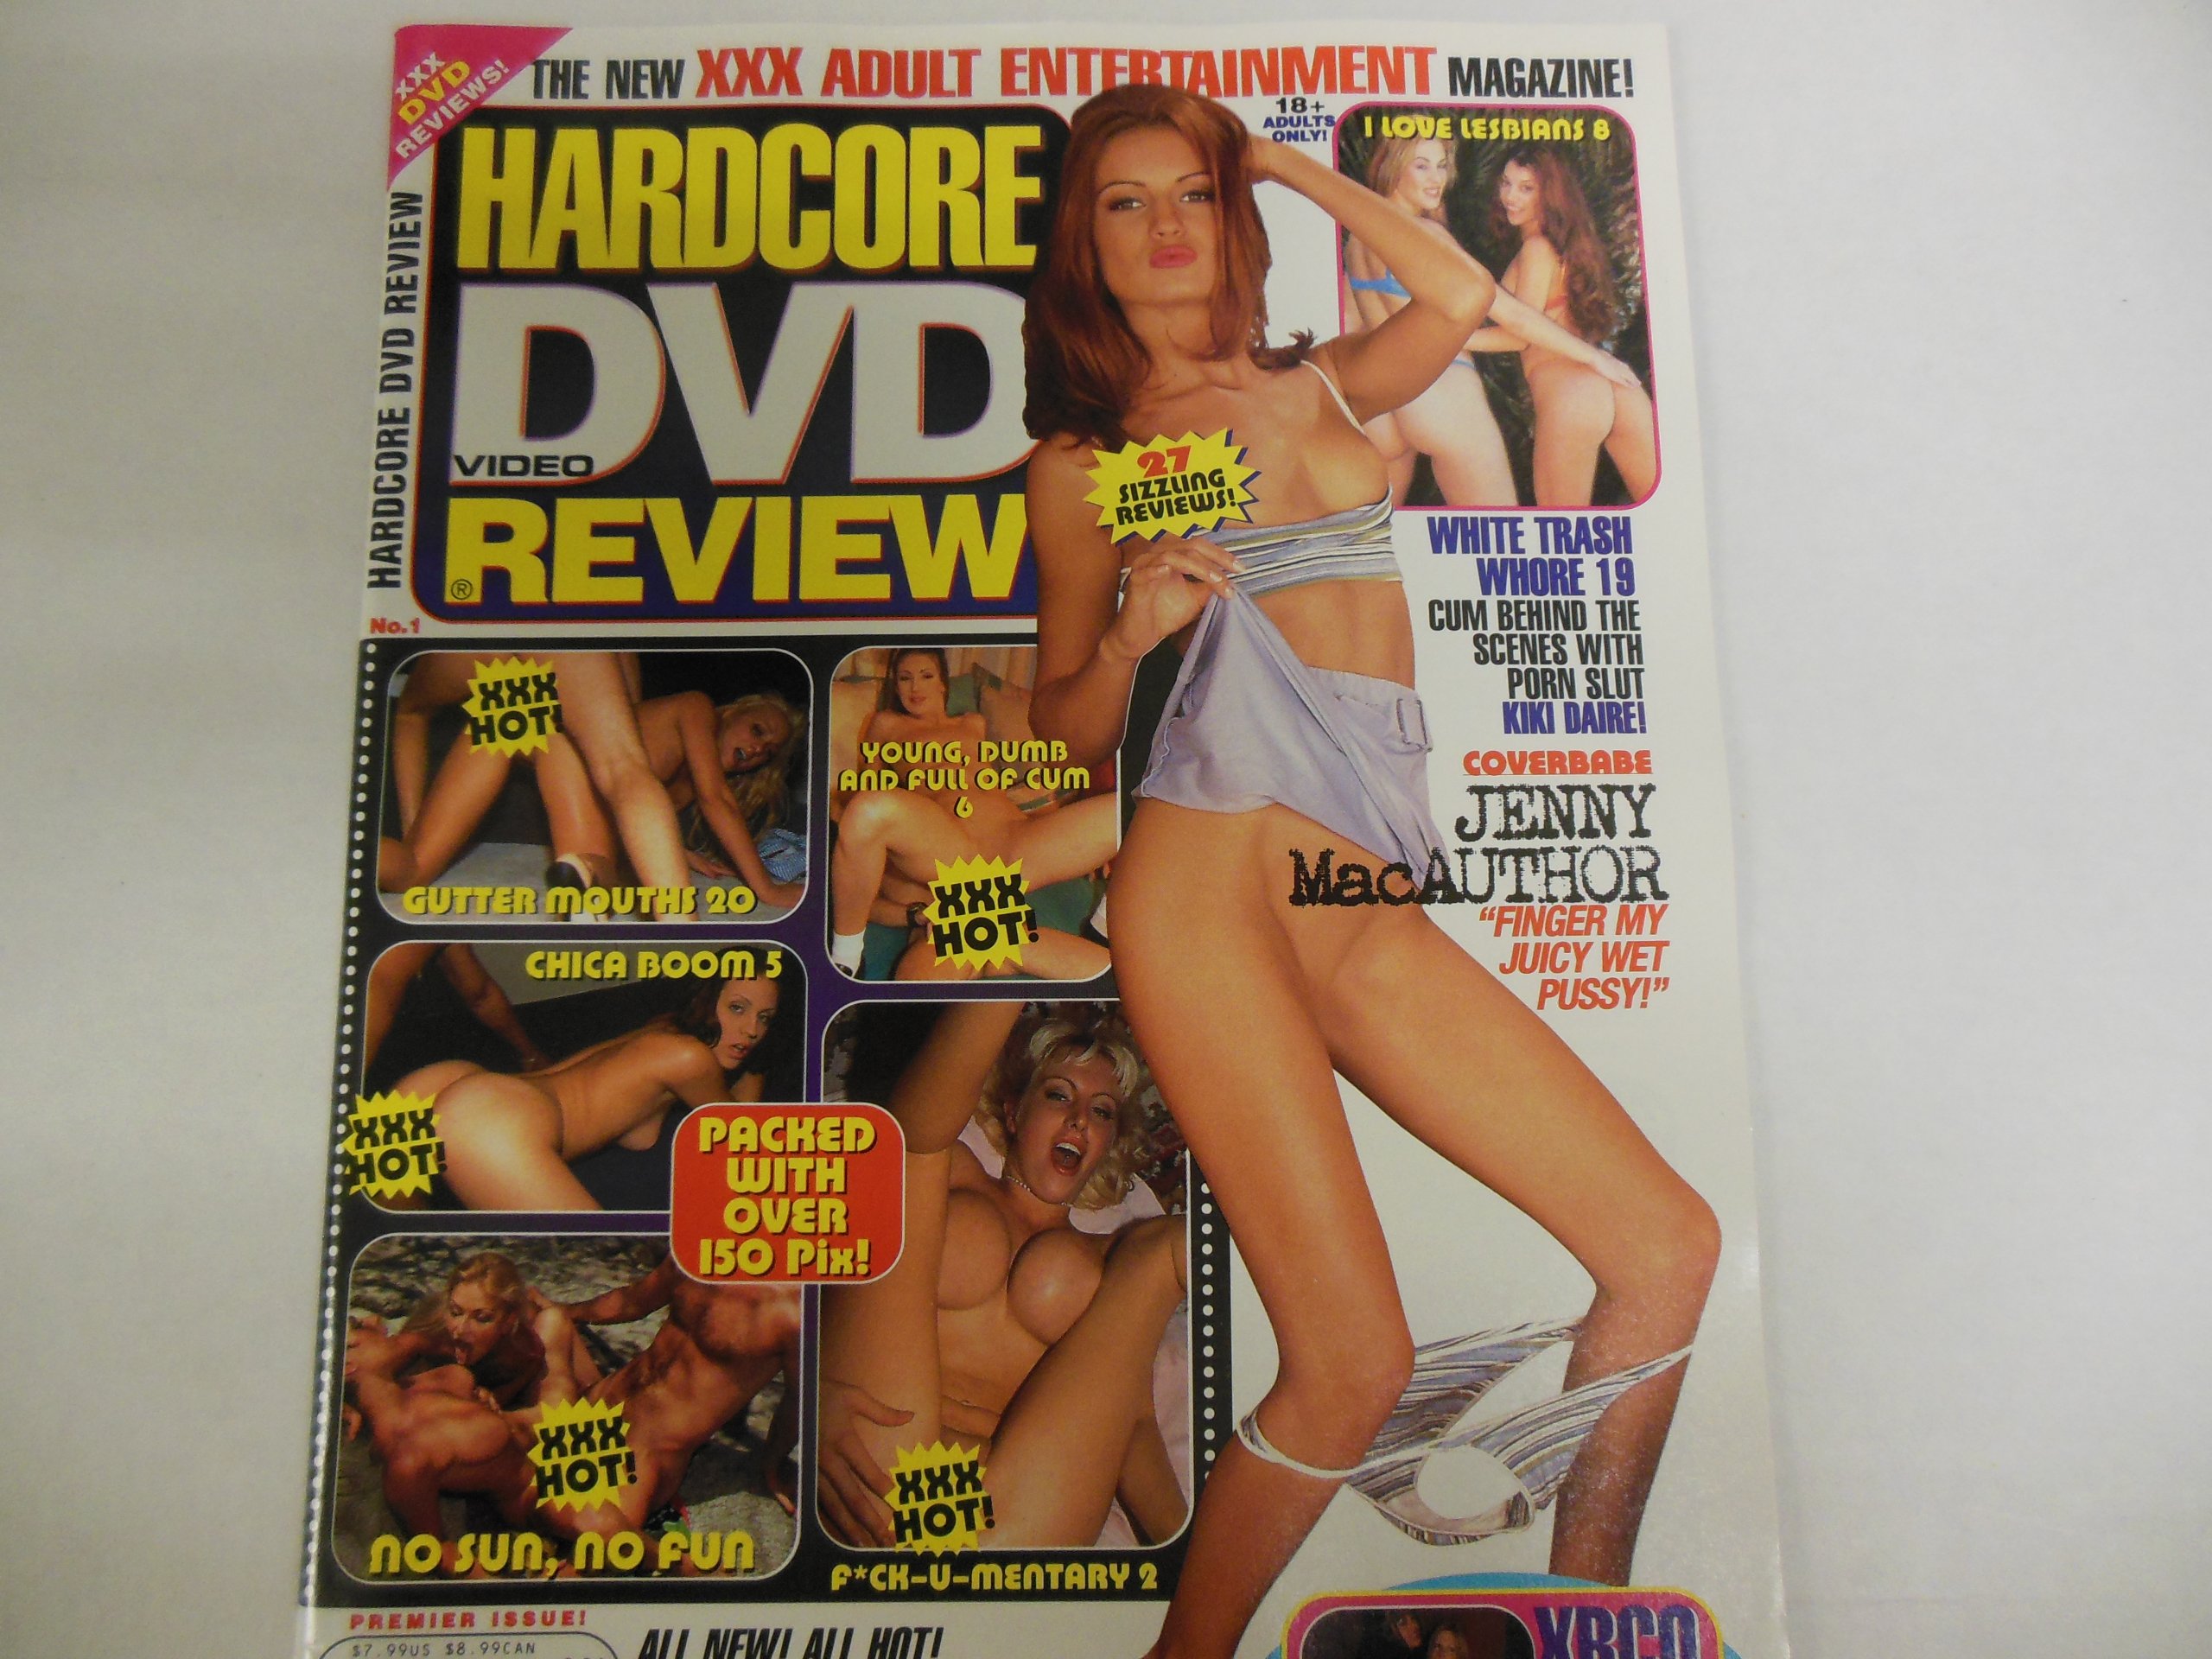 XXX
DVD
REVIEWS!
THE NEW XXX ADULT ENTERTAINMENT MAGAZINE!
18+
ADULTS
ONLY!
I LOVE LESBIANS 8
HARDCORE
DVD
VIDEO
REVIEW
®
HARDCORE DVD REVIEW
No.1
27
SIZZLING
REVIEWS!
WHITE TRASH
WHORE 19
CUM BEHIND THE
SCENES WITH
PORN SLUT
KIKI DAIRE!
COVERBABE
JENNY
MacAUTHOR
"FINGER MY
JUICY WET
PUSSY!"
XXX
HOT!
GUTTER MOUTHS 20
YOUNG, DUMB
AND FULL OF CUM
6
XXX
HOT!
CHICA BOOM 5
XXX
HOT!
PACKED
WITH
OVER
150 Pix!
XXX
HOT!
NO SUN, NO FUN
XXX
HOT!
F*CK-U-MENTARY 2
PREMIER ISSUE!
$7.99US $8.99CAN
ALL NEW! ALL HOT!
XRCO